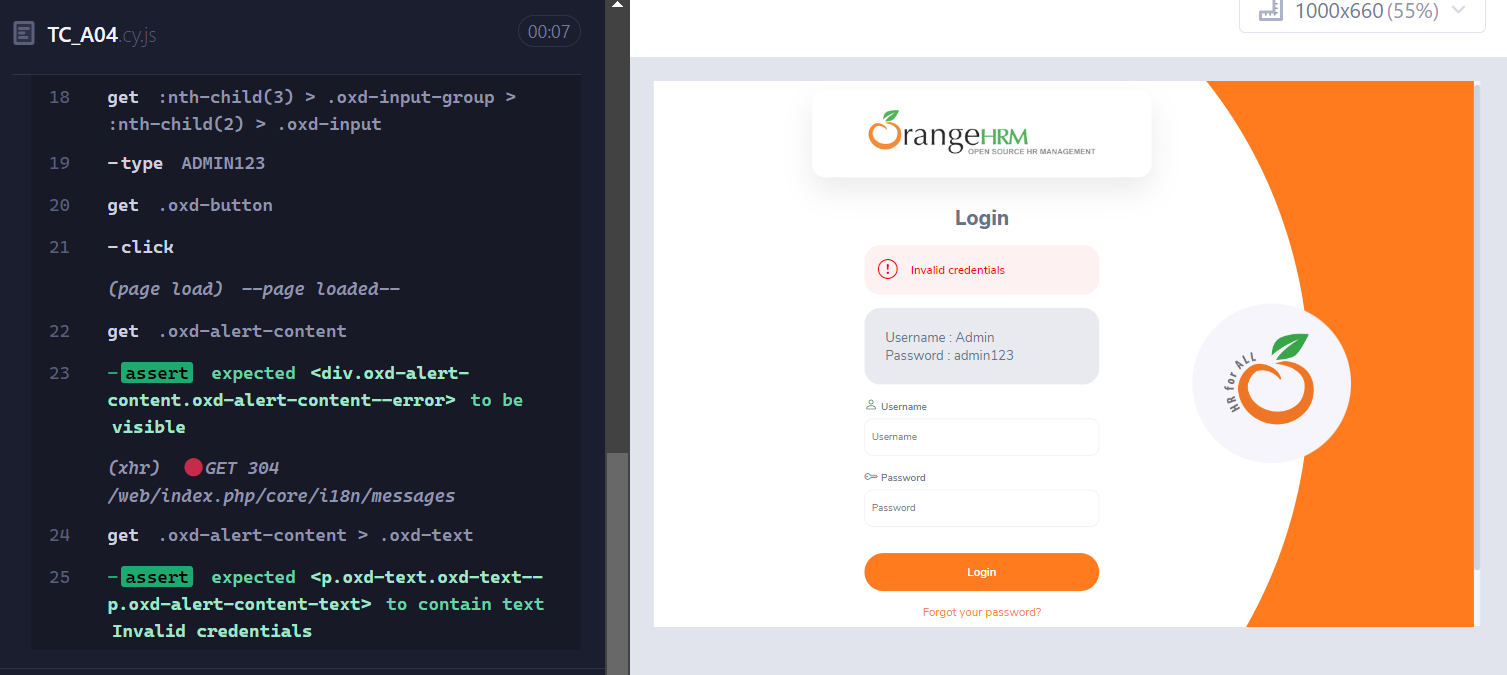 TC_A04.cy.js
00:07
18 get :nth-child(3) > .oxd-input-group >
:nth-child(2) > .oxd-input
19 -type ADMIN123
20 get .oxd-button
21 -click
(page load) --page loaded--
22 get .oxd-alert-content
23 -assert expected <div.oxd-alert-
content.oxd-alert-content--error> to be
visible
(xhr) GET 304
/web/index.php/core/i18n/messages
24 get .oxd-alert-content > .oxd-text
25 -assert expected <p.oxd-text.oxd-text--
p.oxd-alert-content-text> to contain text
Invalid credentials
1000x660 (55%)
OrangeHRM
OPEN SOURCE HR MANAGEMENT
Login
Invalid credentials
Username : Admin
Password : admin123
Username
Username
Password
Password
Login
Forgot your password?
HR for ALL